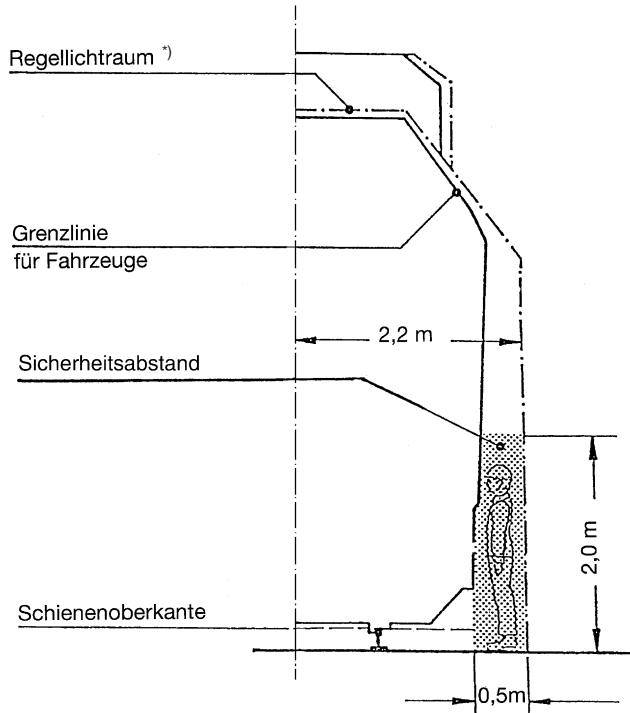 Regellichtraum *)
Grenzlinie
für Fahrzeuge
2,2 m
Sicherheitsabstand
2,0 m
Schienenoberkante
0,5m